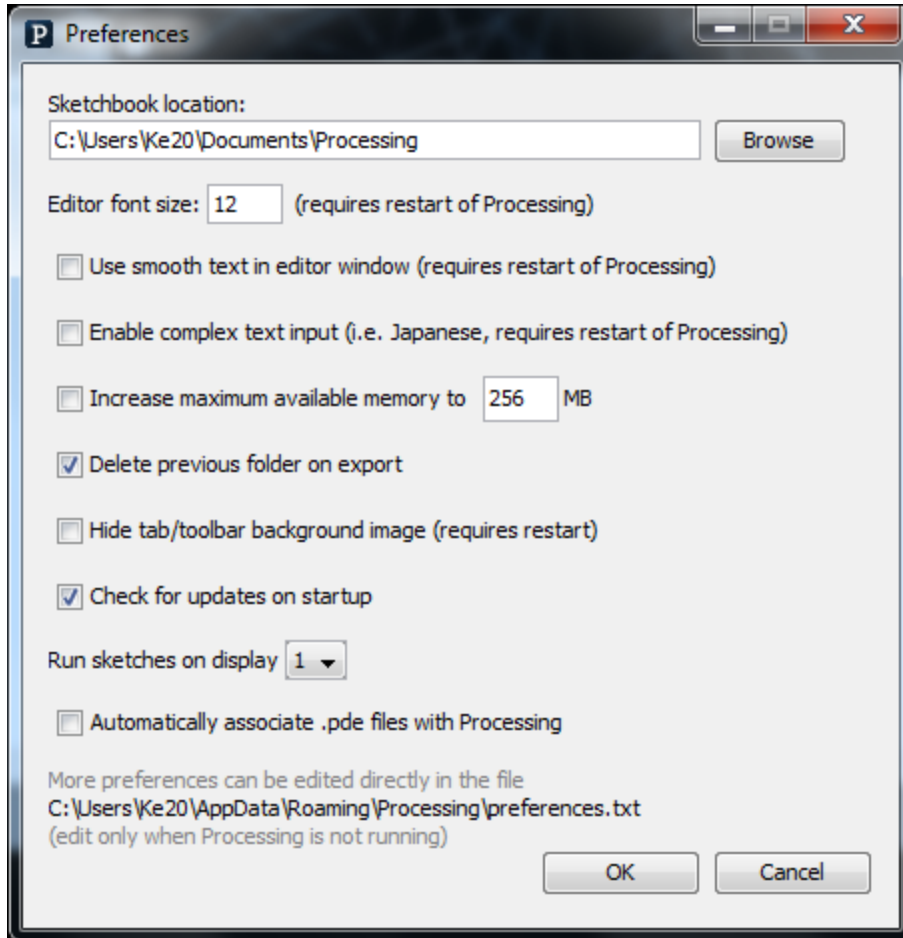 P Preferences
Sketchbook location:
C:\Users\Ke20\Documents\Processing Browse
Editor font size: 12 (requires restart of Processing)
Use smooth text in editor window (requires restart of Processing)
Enable complex text input (i.e. Japanese, requires restart of Processing)
Increase maximum available memory to 256 MB
Delete previous folder on export
Hide tab/toolbar background image (requires restart)
Check for updates on startup
Run sketches on display 1
Automatically associate .pde files with Processing
More preferences can be edited directly in the file
C:\Users\Ke20\AppData\Roaming\Processing\preferences.txt
(edit only when Processing is not running)
OK Cancel